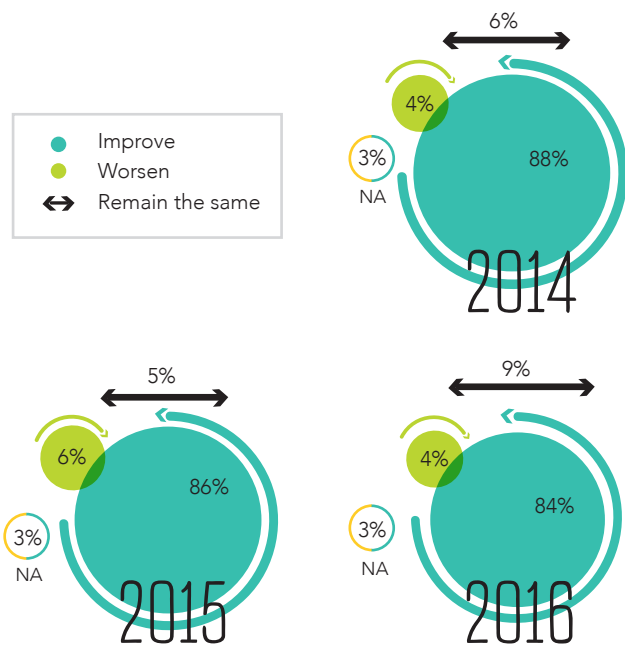 Improve
Worsen
Remain the same
6%
4%
88%
3%
NA
2014
5%
6%
86%
3%
NA
2015
9%
4%
84%
3%
NA
2016